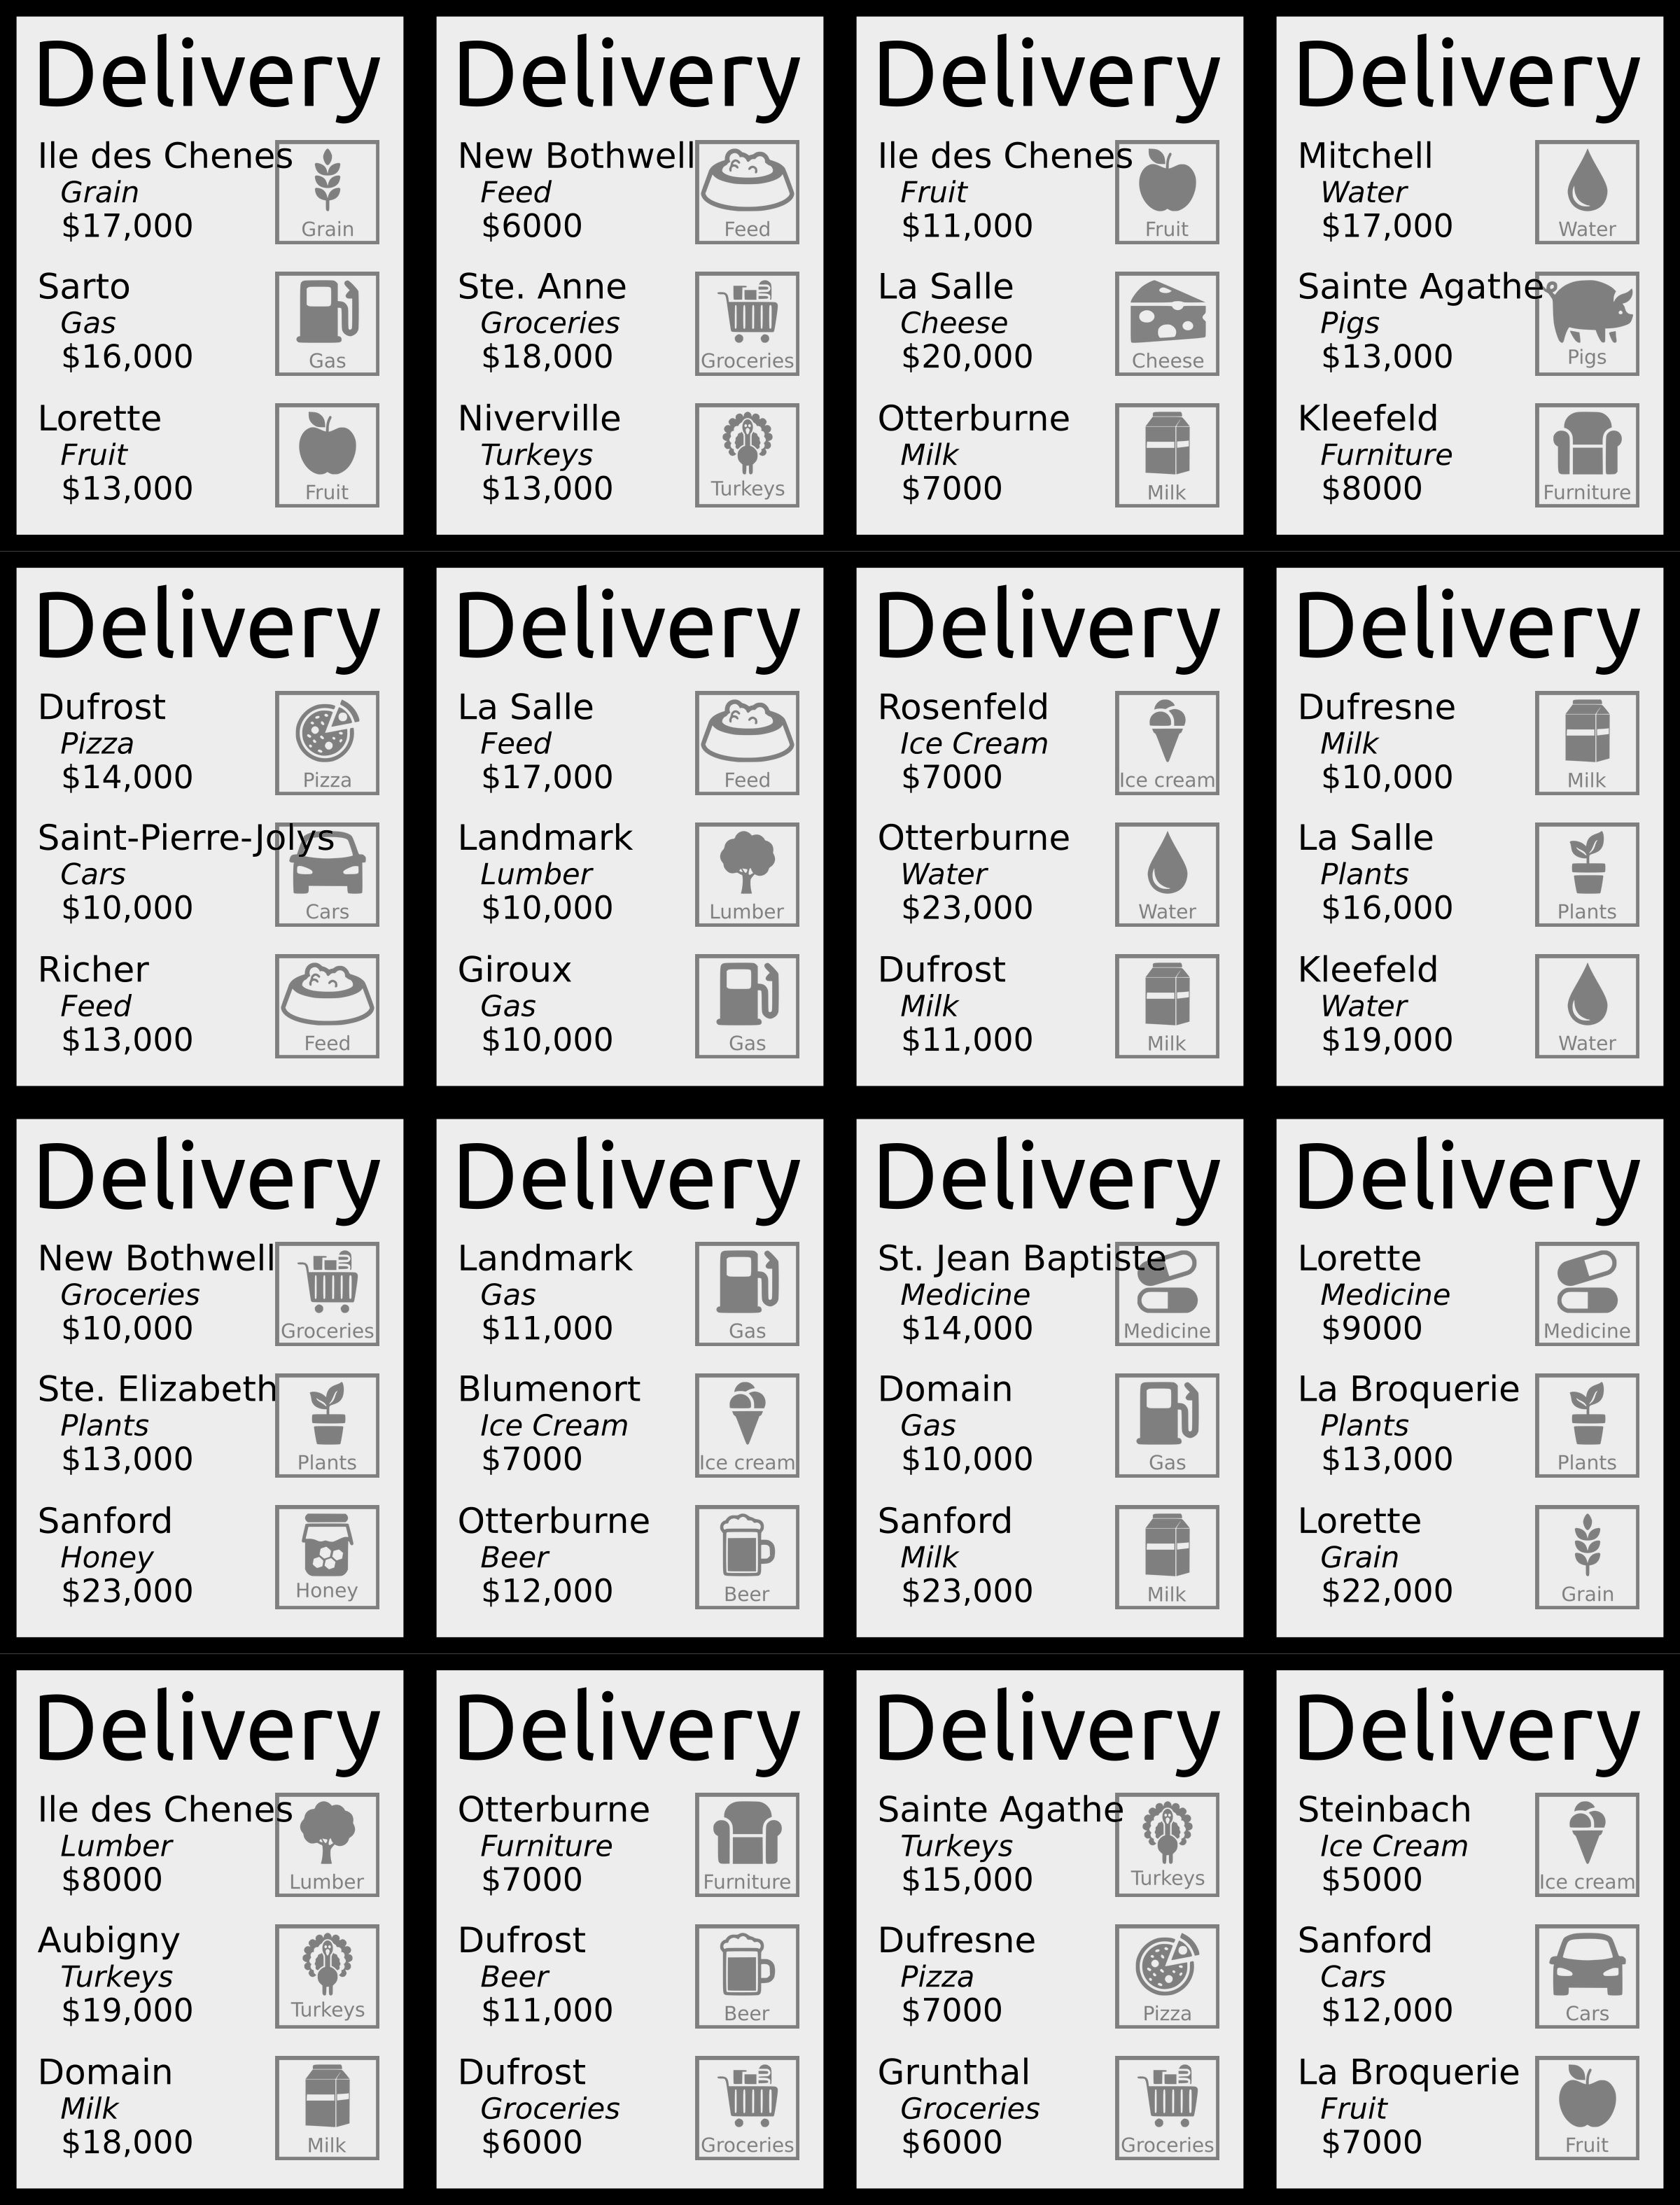 Delivery
Ile des Chenes
Grain
$17,000
Grain
Sarto
Gas
$16,000
Gas
Lorette
Fruit
$13,000
Fruit
Delivery
New Bothwell
Feed
$6000
Feed
Ste. Anne
Groceries
$18,000
Groceries
Niverville
Turkeys
$13,000
Turkeys
Delivery
Ile des Chenes
Fruit
$11,000
Fruit
La Salle
Cheese
$20,000
Cheese
Otterburne
Milk
$7000
Milk
Delivery
Mitchell
Water
$17,000
Water
Sainte Agathe
Pigs
$13,000
Pigs
Kleefeld
Furniture
$8000
Furniture
Delivery
Dufrost
Pizza
$14,000
Pizza
Saint-Pierre-Jolys
Cars
$10,000
Cars
Richer
Feed
$13,000
Feed
Delivery
La Salle
Feed
$17,000
Feed
Landmark
Lumber
$10,000
Lumber
Giroux
Gas
$10,000
Gas
Delivery
Rosenfeld
Ice Cream
$7000
Ice cream
Otterburne
Water
$23,000
Water
Dufrost
Milk
$11,000
Milk
Delivery
Dufresne
Milk
$10,000
Milk
La Salle
Plants
$16,000
Plants
Kleefeld
Water
$19,000
Water
Delivery
New Bothwell
Groceries
$10,000
Groceries
Ste. Elizabeth
Plants
$13,000
Plants
Sanford
Honey
$23,000
Honey
Delivery
Landmark
Gas
$11,000
Gas
Blumenort
Ice Cream
$7000
Ice cream
Otterburne
Beer
$12,000
Beer
Delivery
St. Jean Baptiste
Medicine
$14,000
Medicine
Domain
Gas
$10,000
Gas
Sanford
Milk
$23,000
Milk
Delivery
Lorette
Medicine
$9000
Medicine
La Broquerie
Plants
$13,000
Plants
Lorette
Grain
$22,000
Grain
Delivery
Ile des Chenes
Lumber
$8000
Lumber
Aubigny
Turkeys
$19,000
Turkeys
Domain
Milk
$18,000
Milk
Delivery
Otterburne
Furniture
$7000
Furniture
Dufrost
Beer
$11,000
Beer
Dufrost
Groceries
$6000
Groceries
Delivery
Sainte Agathe
Turkeys
$15,000
Turkeys
Dufresne
Pizza
$7000
Pizza
Grunthal
Groceries
$6000
Groceries
Delivery
Steinbach
Ice Cream
$5000
Ice cream
Sanford
Cars
$12,000
Cars
La Broquerie
Fruit
$7000
Fruit